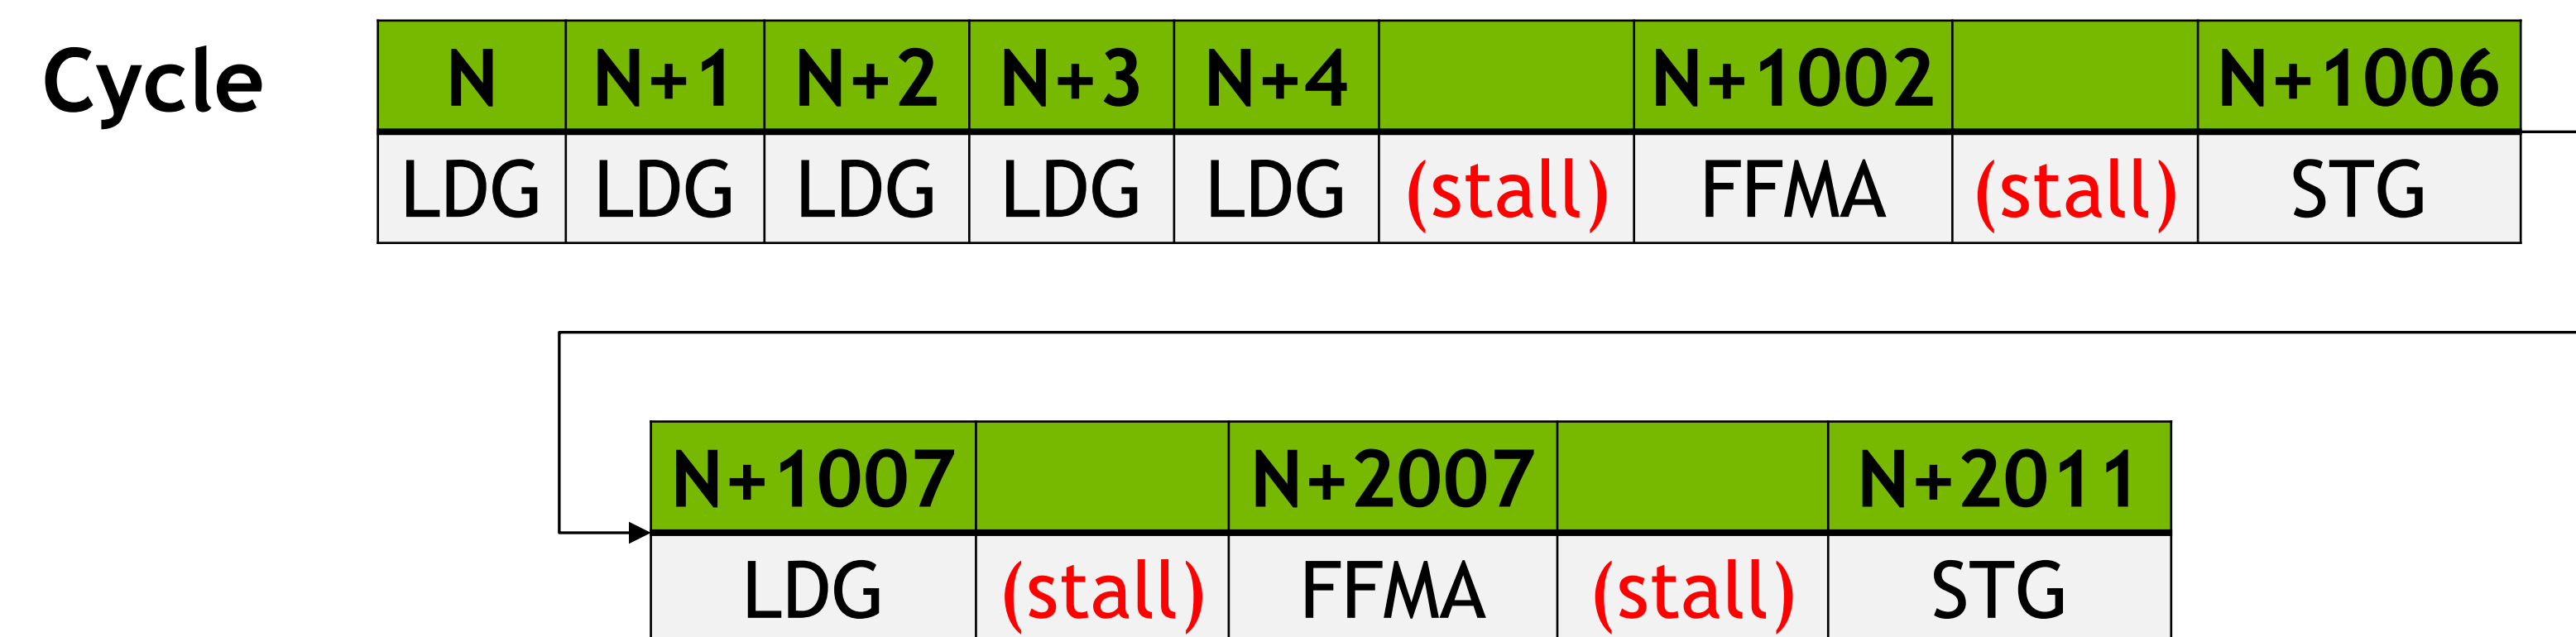 Cycle N N+1 N+2 N+3 N+4 N+1002 N+1006
LDG LDG LDG LDG LDG (stall) FFMA (stall) STG
N+1007 N+2007 N+2011
LDG (stall) FFMA (stall) STG